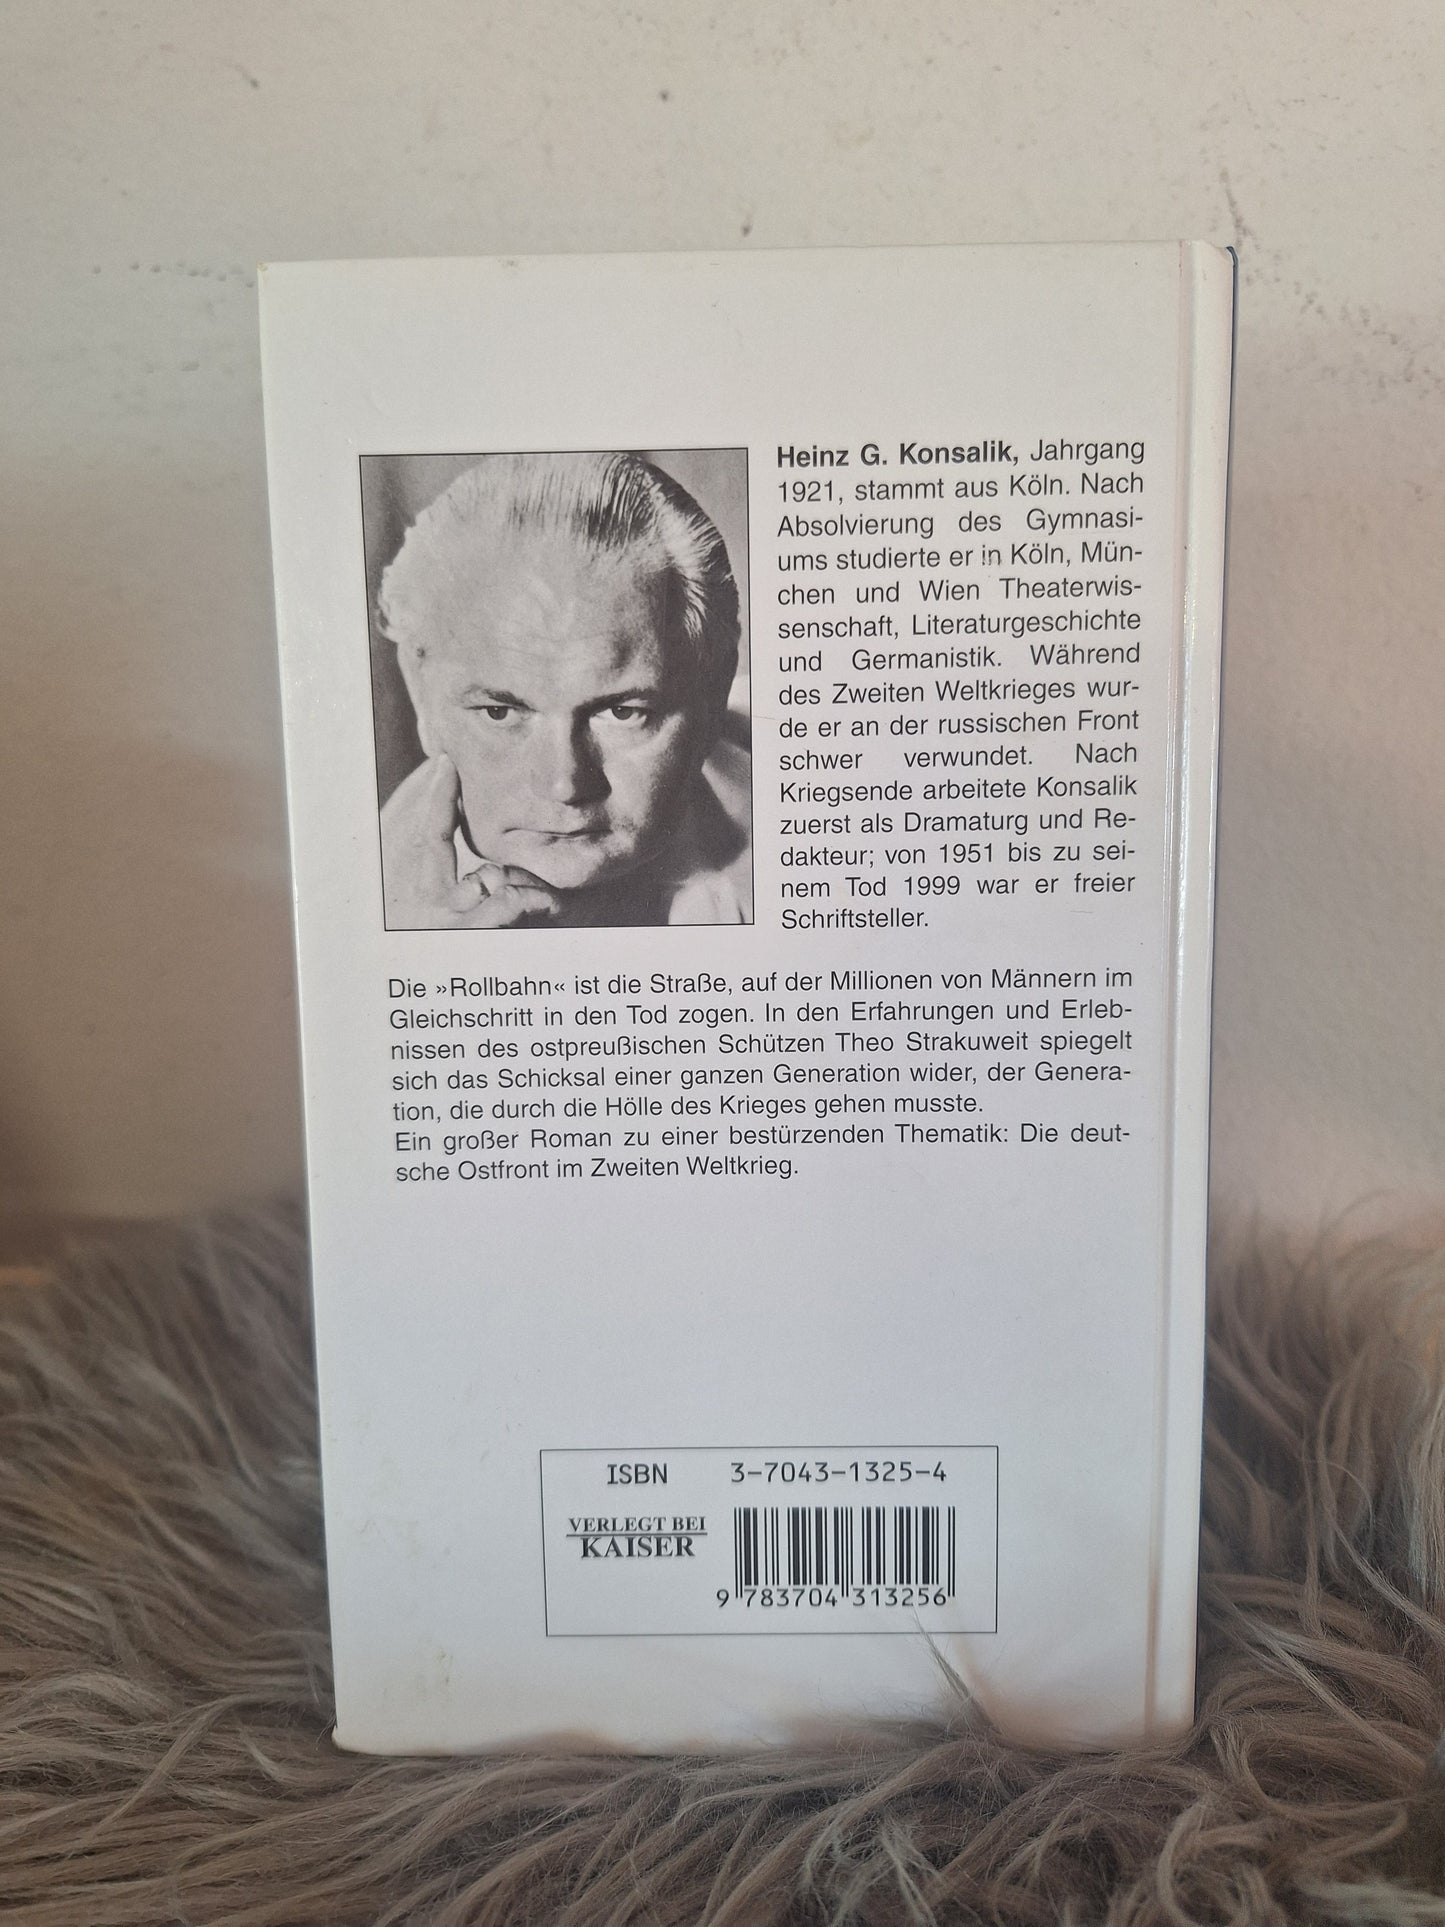 Heinz G. Konsalik, Jahrgang
1921, stammt aus Köln. Nach
Absolvierung des Gymnasi-
ums studierte er in Köln, Mün-
chen und Wien Theaterwis-
senschaft, Literaturgeschichte
und Germanistik. Während
des Zweiten Weltkrieges wur-
de er an der russischen Front
schwer verwundet. Nach
Kriegsende arbeitete Konsalik
zuerst als Dramaturg und Re-
dakteur; von 1951 bis zu sei-
nem Tod 1999 war er freier
Schriftsteller.
Die »Rollbahn« ist die Straße, auf der Millionen von Männern im
Gleichschritt in den Tod zogen. In den Erfahrungen und Erleb-
nissen des ostpreußischen Schützen Theo Strakuweit spiegelt
sich das Schicksal einer ganzen Generation wider, der Genera-
tion, die durch die Hölle des Krieges gehen musste.
Ein großer Roman zu einer bestürzenden Thematik: Die deut-
sche Ostfront im Zweiten Weltkrieg.
ISBN 3-7043-1325-4
VERLEGT BEI
KAISER
9 783704 313256